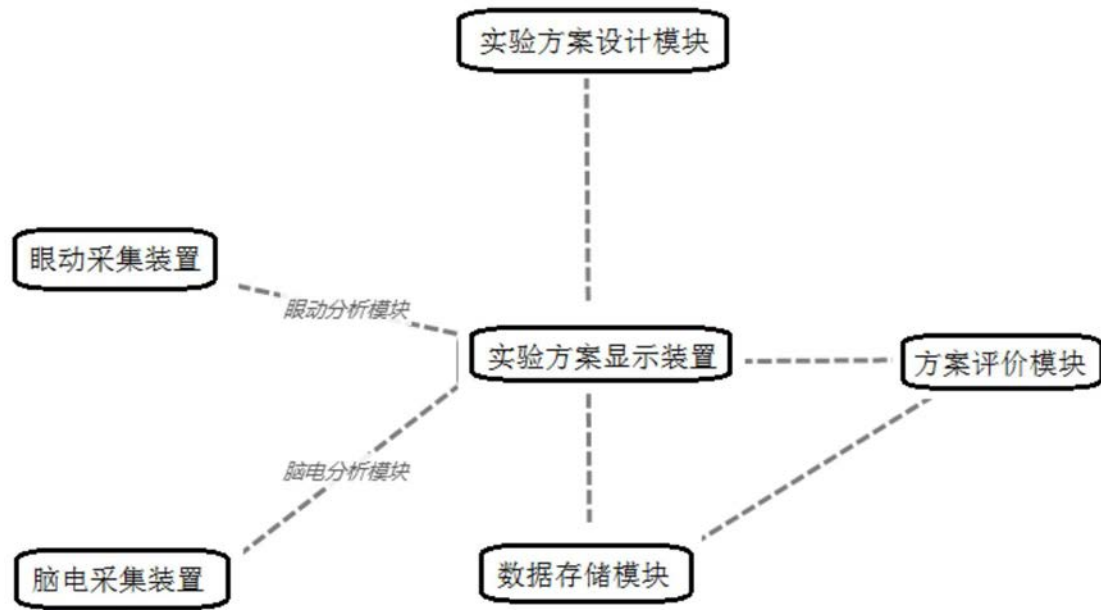 实验方案设计模块
眼动采集装置
眼动分析模块
实验方案显示装置
方案评价模块
脑电分析模块
脑电采集装置
数据存储模块